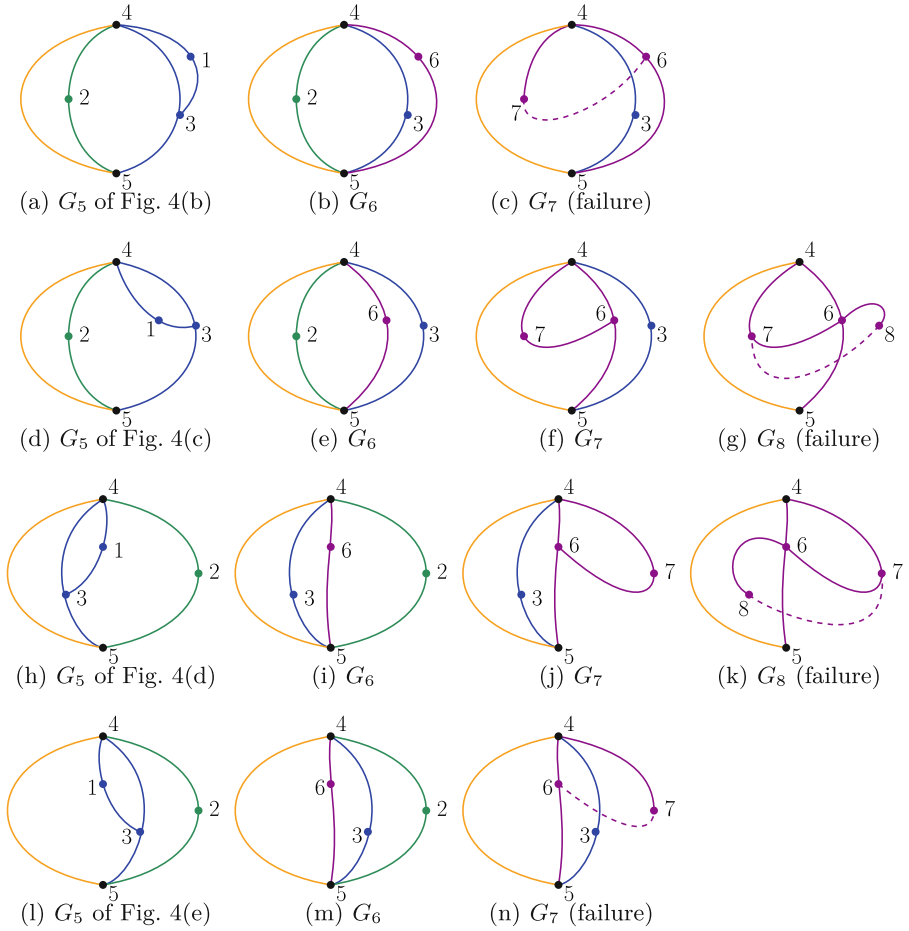 4 4 4
1 6 6
2 2 7
3 3 3
5 5 5
(a) G₅ of Fig. 4(b) (b) G₆ (c) G₇ (failure)
4 4 4 4
2 1 3 2 6 3 7 6 3 7 6 8
5 5 5 5
(d) G₅ of Fig. 4(c) (e) G₆ (f) G₇ (g) G₈ (failure)
4 4 4 4
1 6 6 6
3 2 3 2 3 7 8 7
5 5 5 5
(h) G₅ of Fig. 4(d) (i) G₆ (j) G₇ (k) G₈ (failure)
4 4 4
1 6 6
3 2 3 2 3 7
5 5 5
(l) G₅ of Fig. 4(e) (m) G₆ (n) G₇ (failure)